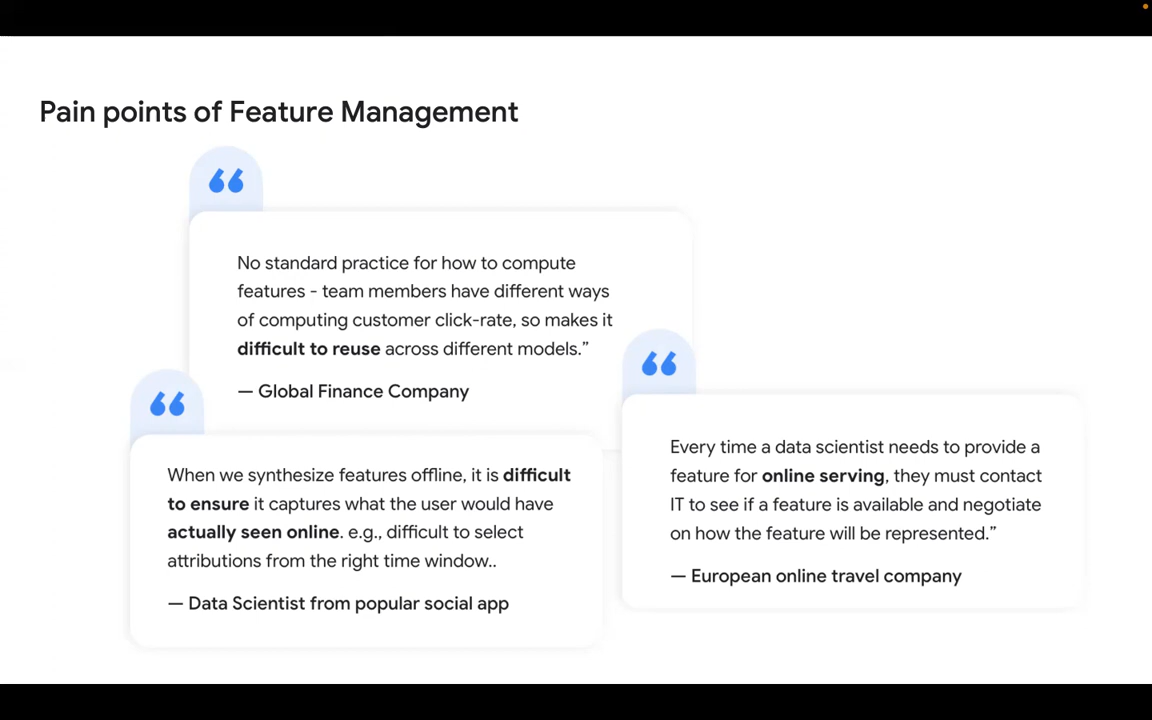 Pain points of Feature Management
“
No standard practice for how to compute
features - team members have different ways
of computing customer click-rate, so makes it
difficult to reuse across different models.”
— Global Finance Company
“
When we synthesize features offline, it is difficult
to ensure it captures what the user would have
actually seen online. e.g., difficult to select
attributions from the right time window..
— Data Scientist from popular social app
“
Every time a data scientist needs to provide a
feature for online serving, they must contact
IT to see if a feature is available and negotiate
on how the feature will be represented.”
— European online travel company